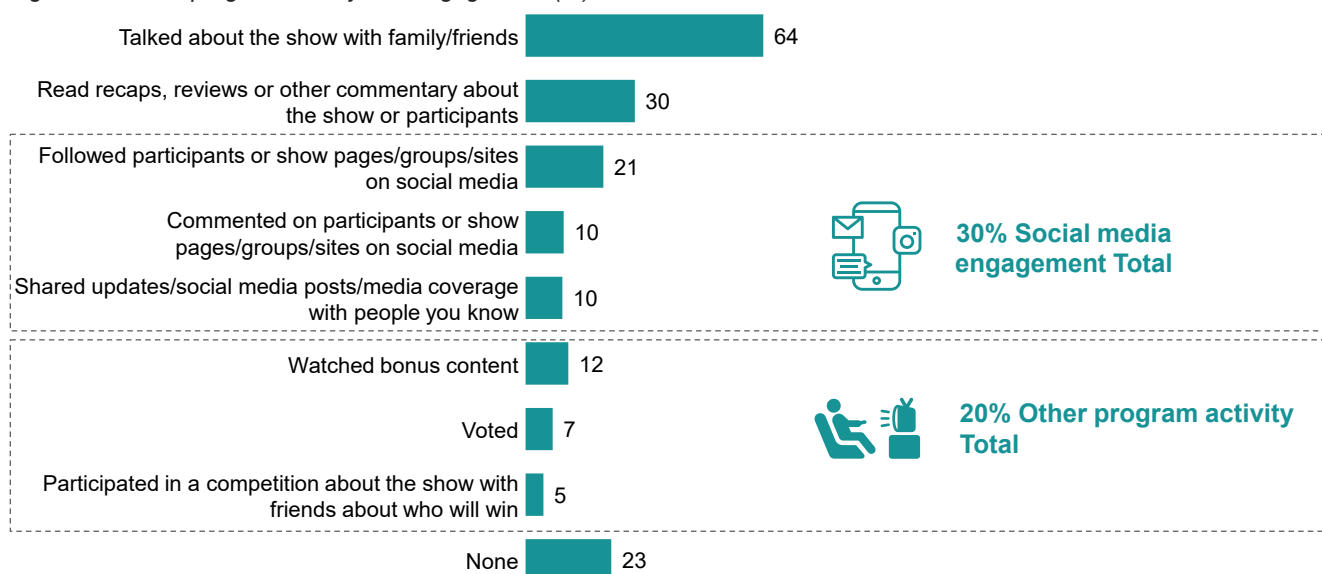 Talked about the show with family/friends
64
Read recaps, reviews or other commentary about
the show or participants
30
Followed participants or show pages/groups/sites
on social media
21
Commented on participants or show
pages/groups/sites on social media
10
Shared updates/social media posts/media coverage
with people you know
10
30% Social media
engagement Total
Watched bonus content
12
Voted
7
Participated in a competition about the show with
friends about who will win
5
20% Other program activity
Total
None
23